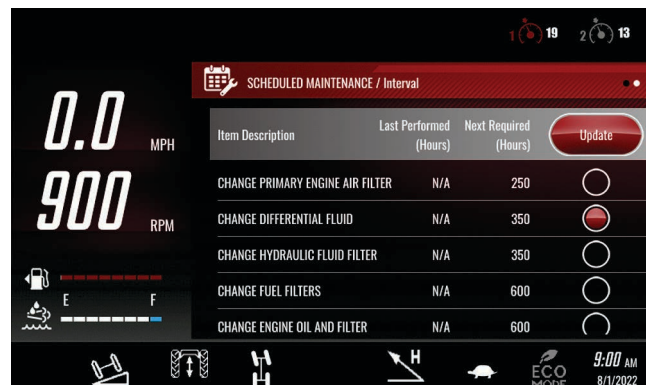 1 19 2 13
SCHEDULED MAINTENANCE / Interval
0.0 MPH
Item Description
Last Performed
(Hours)
Next Required
(Hours)
Update
CHANGE PRIMARY ENGINE AIR FILTER N/A 250
900 RPM
CHANGE DIFFERENTIAL FLUID N/A 350
CHANGE HYDRAULIC FLUID FILTER N/A 350
CHANGE FUEL FILTERS N/A 600
E F
CHANGE ENGINE OIL AND FILTER N/A 600
H
ECO
MODE
9:00 AM
8/1/2022